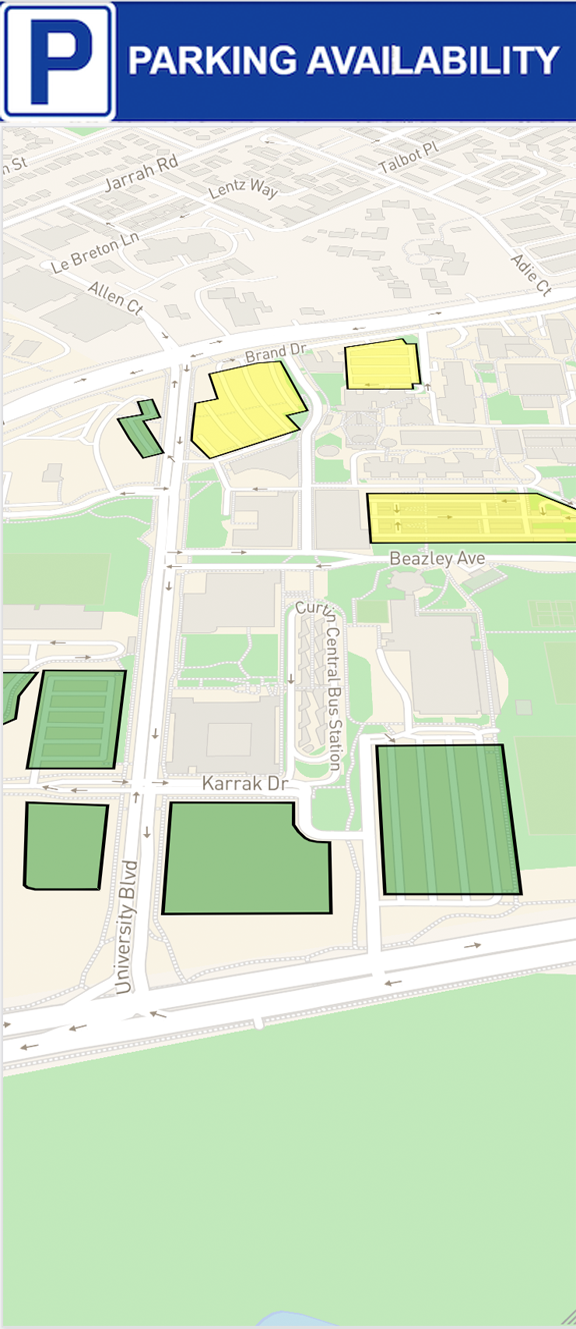 P
PARKING AVAILABILITY
n St
Jarrah Rd
Talbot Pl
Lentz Way
Le Breton Ln
Adie Ct
Allen Ct
Brand Dr
Beazley Ave
Curtin Central Bus Station
Karrak Dr
University Blvd